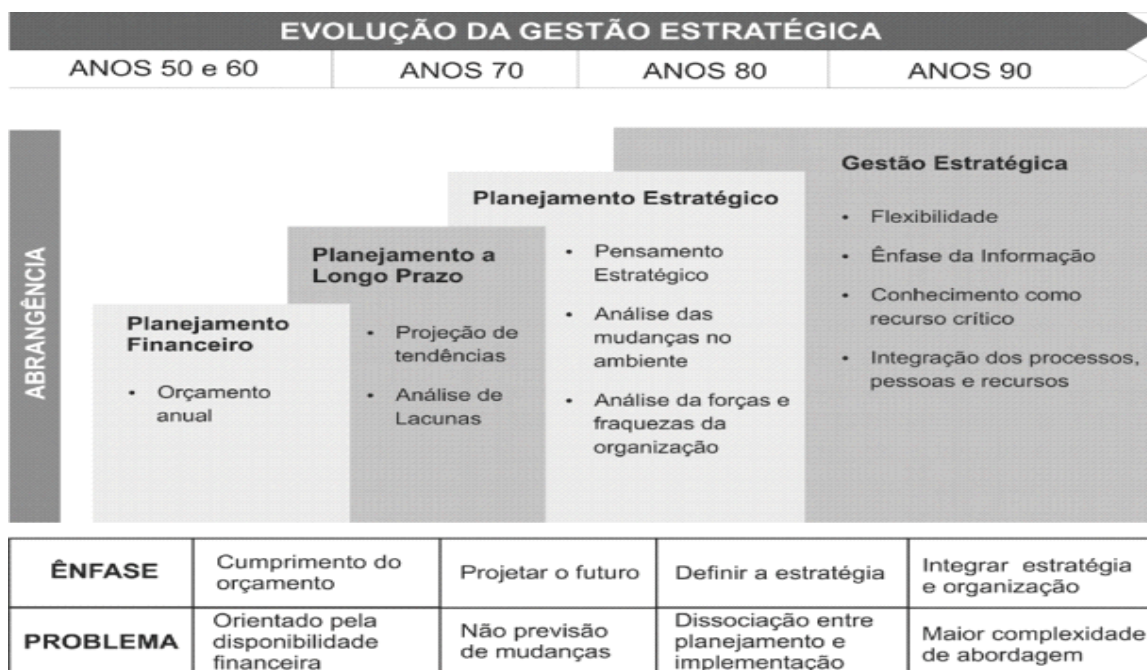 EVOLUÇÃO DA GESTÃO ESTRATÉGICA
ANOS 50 e 60
ANOS 70
ANOS 80
ANOS 90
ABRANGÊNCIA
Planejamento
Financeiro
• Orçamento
anual
Planejamento a
Longo Prazo
• Projeção de
tendências
• Análise de
Lacunas
Planejamento Estratégico
• Pensamento
Estratégico
• Análise das
mudanças no
ambiente
• Análise da forças e
fraquezas da
organização
Gestão Estratégica
• Flexibilidade
• Ênfase da Informação
• Conhecimento como
recurso crítico
• Integração dos processos,
pessoas e recursos
ÊNFASE
Cumprimento do
orçamento
Projetar o futuro
Definir a estratégia
Integrar estratégia
e organização
PROBLEMA
Orientado pela
disponibilidade
financeira
Não previsão
de mudanças
Dissociação entre
planejamento e
implementação
Maior complexidade
de abordagem